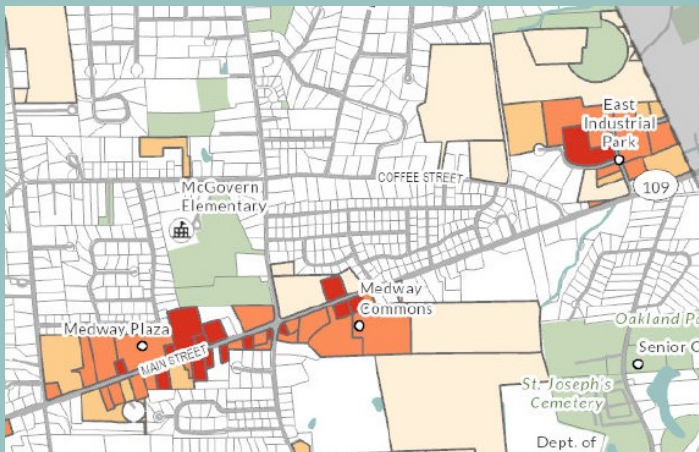 East
Industrial
Park
COFFEE STREET
109
McGovern
Elementary
Medway
Commons
Medway Plaza
MAIN STREET
Oakland
Senior
St. Joseph's
Cemetery
Dept. of